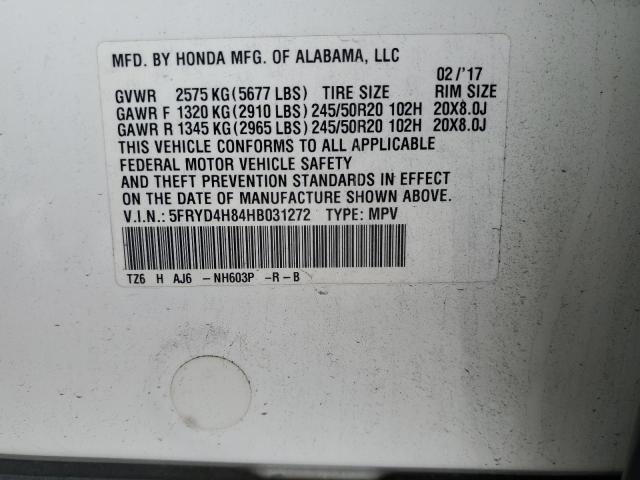 MFD. BY HONDA MFG. OF ALABAMA, LLC
02/'17
GVWR 2575 KG(5677 LBS) TIRE SIZE RIM SIZE
GAWR F 1320 KG(2910 LBS) 245/50R20 102H 20X8.0J
GAWR R 1345 KG(2965 LBS) 245/50R20 102H 20X8.0J
THIS VEHICLE CONFORMS TO ALL APPLICABLE
FEDERAL MOTOR VEHICLE SAFETY
AND THEFT PREVENTION STANDARDS IN EFFECT
ON THE DATE OF MANUFACTURE SHOWN ABOVE.
V.I.N.: 5FRYD4H84HB031272 TYPE: MPV
TZ6 H AJ6 -NH603P -R-B